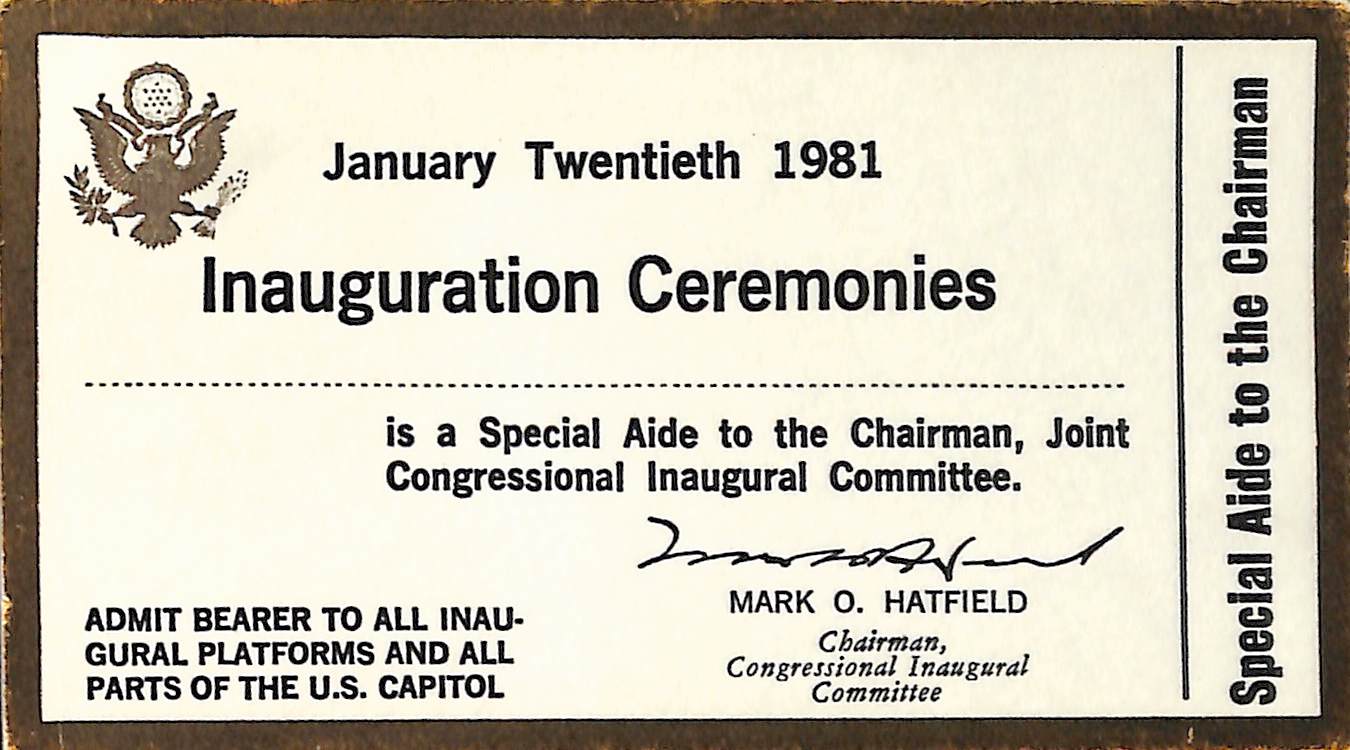 January Twentieth 1981
Inauguration Ceremonies
is a Special Aide to the Chairman, Joint
Congressional Inaugural Committee.
MARK O. HATFIELD
Chairman,
Congressional Inaugural
Committee
ADMIT BEARER TO ALL INAU-
GURAL PLATFORMS AND ALL
PARTS OF THE U.S. CAPITOL
Special Aide to the Chairman